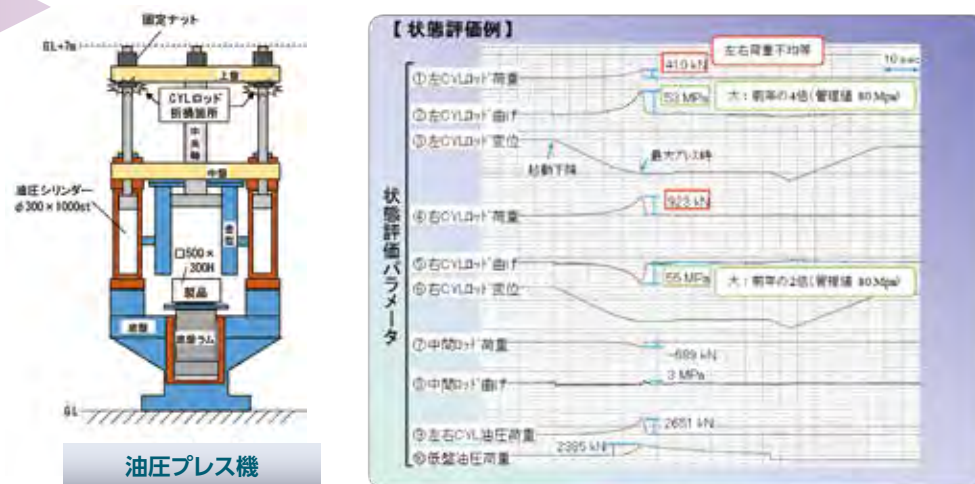 固定ナット
GL+7m
上盤
CYLロッド
折損箇所
中央軸
中盤
油圧シリンダー
φ300×1000st
金型
□500×
300H
製品
底盤
底盤ラム
GL
油圧プレス機
【 状態評価例 】
状態評価パラメータ
左右荷重不均等
10 sec
①左CYLロッド荷重
410 kN
②左CYLロッド曲げ
53 MPa
大：前年の4倍(管理値 80Mpa)
③左CYLロッド変位
起動下降
最大プレス時
④右CYLロッド荷重
923 kN
⑤右CYLロッド曲げ
55 MPa
大：前年の2倍(管理値 80Mpa)
⑥右CYLロッド変位
⑦中間ロッド荷重
-689 kN
⑧中間ロッド曲げ
3 MPa
⑨左右CYL油圧荷重
2651 kN
⑩低盤油圧荷重
2385 kN